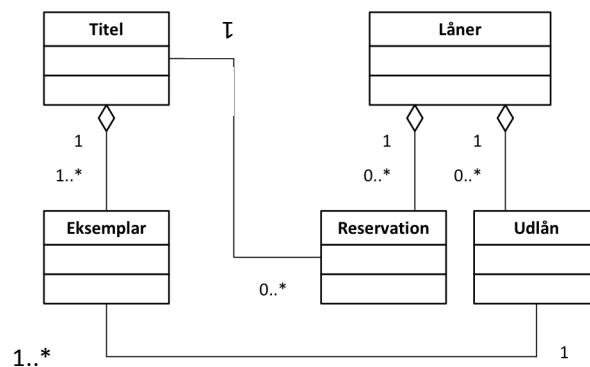 Titel
1
Låner
1
1..*
1
0..*
1
0..*
Eksemplar
Reservation
Udlån
0..*
1..*
1